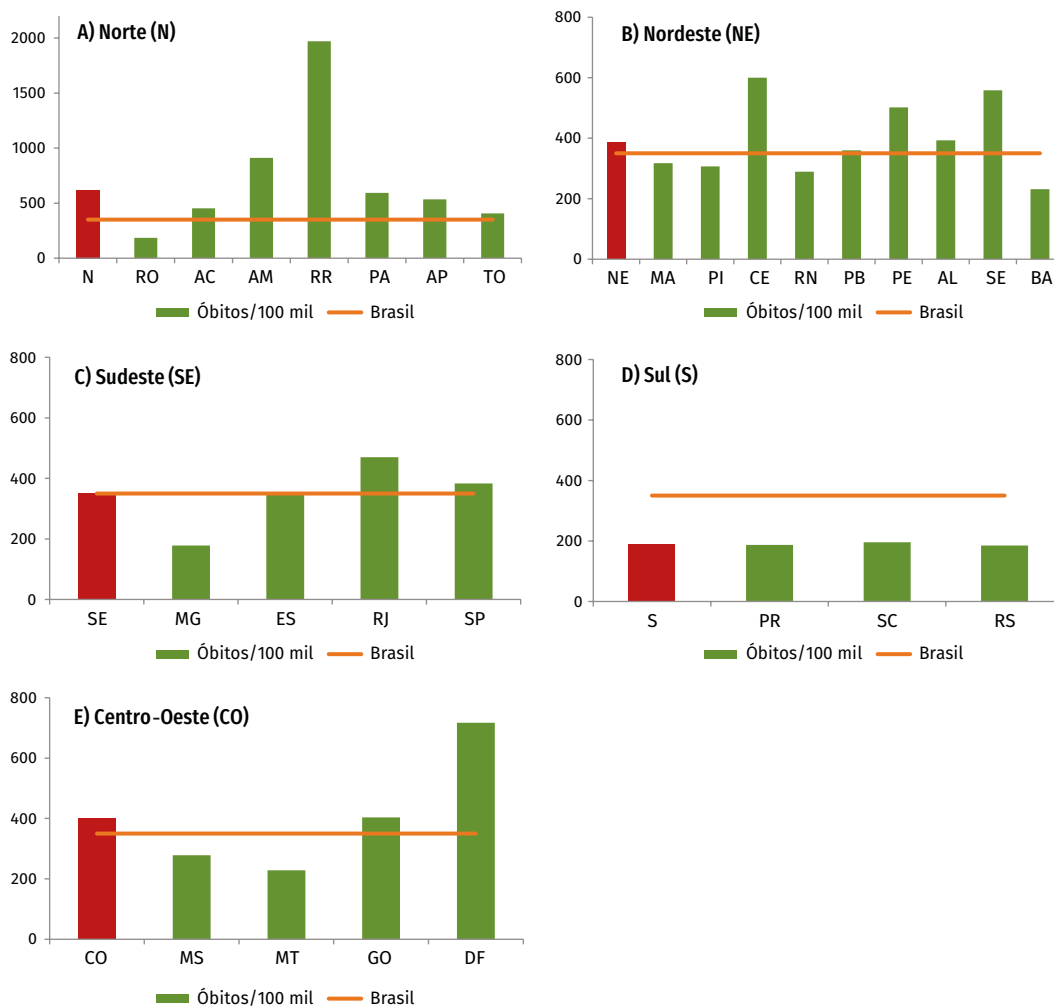 A) Norte (N)
2000
1500
1000
500
0
N RO AC AM RR PA AP TO
Óbitos/100 mil Brasil
B) Nordeste (NE)
800
600
400
200
0
NE MA PI CE RN PB PE AL SE BA
Óbitos/100 mil Brasil
C) Sudeste (SE)
800
600
400
200
0
SE MG ES RJ SP
Óbitos/100 mil Brasil
D) Sul (S)
800
600
400
200
0
S PR SC RS
Óbitos/100 mil Brasil
E) Centro-Oeste (CO)
800
600
400
200
0
CO MS MT GO DF
Óbitos/100 mil Brasil